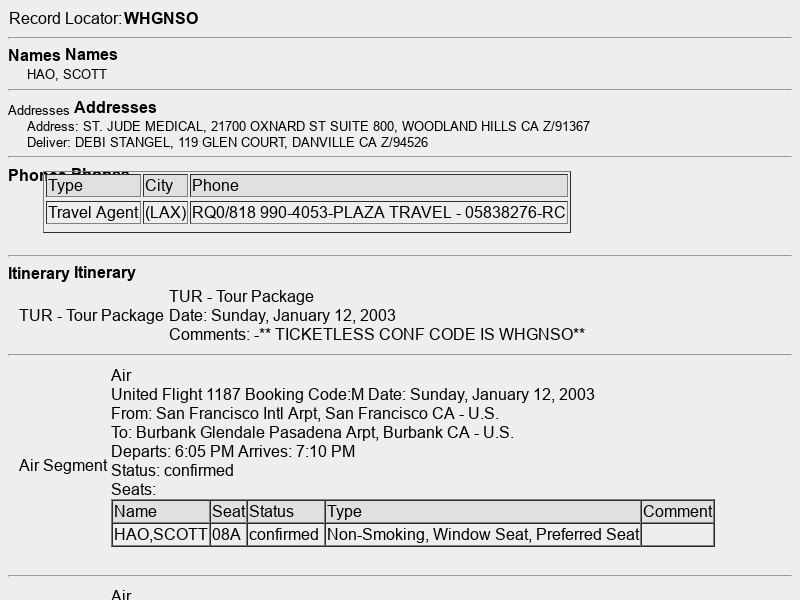 Record Locator: WHGNSO
Names Names
HAO, SCOTT
Addresses Addresses
Address: ST. JUDE MEDICAL, 21700 OXNARD ST SUITE 800, WOODLAND HILLS CA Z/91367
Deliver: DEBI STANGEL, 119 GLEN COURT, DANVILLE CA Z/94526
Phones Phones
Type City Phone
Travel Agent (LAX) RQ0/818 990-4053-PLAZA TRAVEL - 05838276-RC
Itinerary Itinerary
TUR - Tour Package
TUR - Tour Package
Date: Sunday, January 12, 2003
Comments: -** TICKETLESS CONF CODE IS WHGNSO**
Air Segment
Air
United Flight 1187 Booking Code:M Date: Sunday, January 12, 2003
From: San Francisco Intl Arpt, San Francisco CA - U.S.
To: Burbank Glendale Pasadena Arpt, Burbank CA - U.S.
Departs: 6:05 PM Arrives: 7:10 PM
Status: confirmed
Seats:
Name Seat Status Type Comment
HAO,SCOTT 08A confirmed Non-Smoking, Window Seat, Preferred Seat
Air